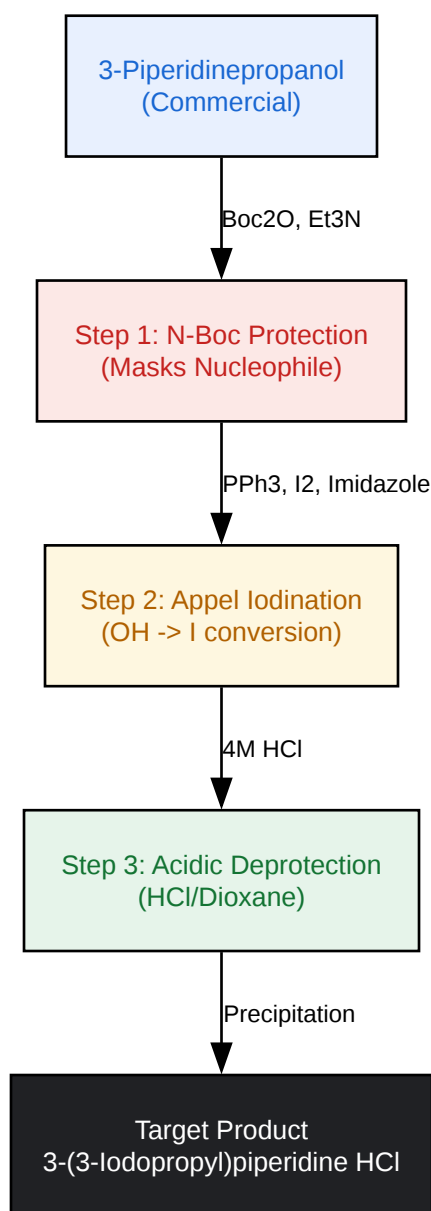 3-Piperidinepropanol
(Commercial)
Boc2O, Et3N
Step 1: N-Boc Protection
(Masks Nucleophile)
PPh3, I2, Imidazole
Step 2: Appel Iodination
(OH -> I conversion)
4M HCl
Step 3: Acidic Deprotection
(HCl/Dioxane)
Precipitation
Target Product
3-(3-Iodopropyl)piperidine HCl